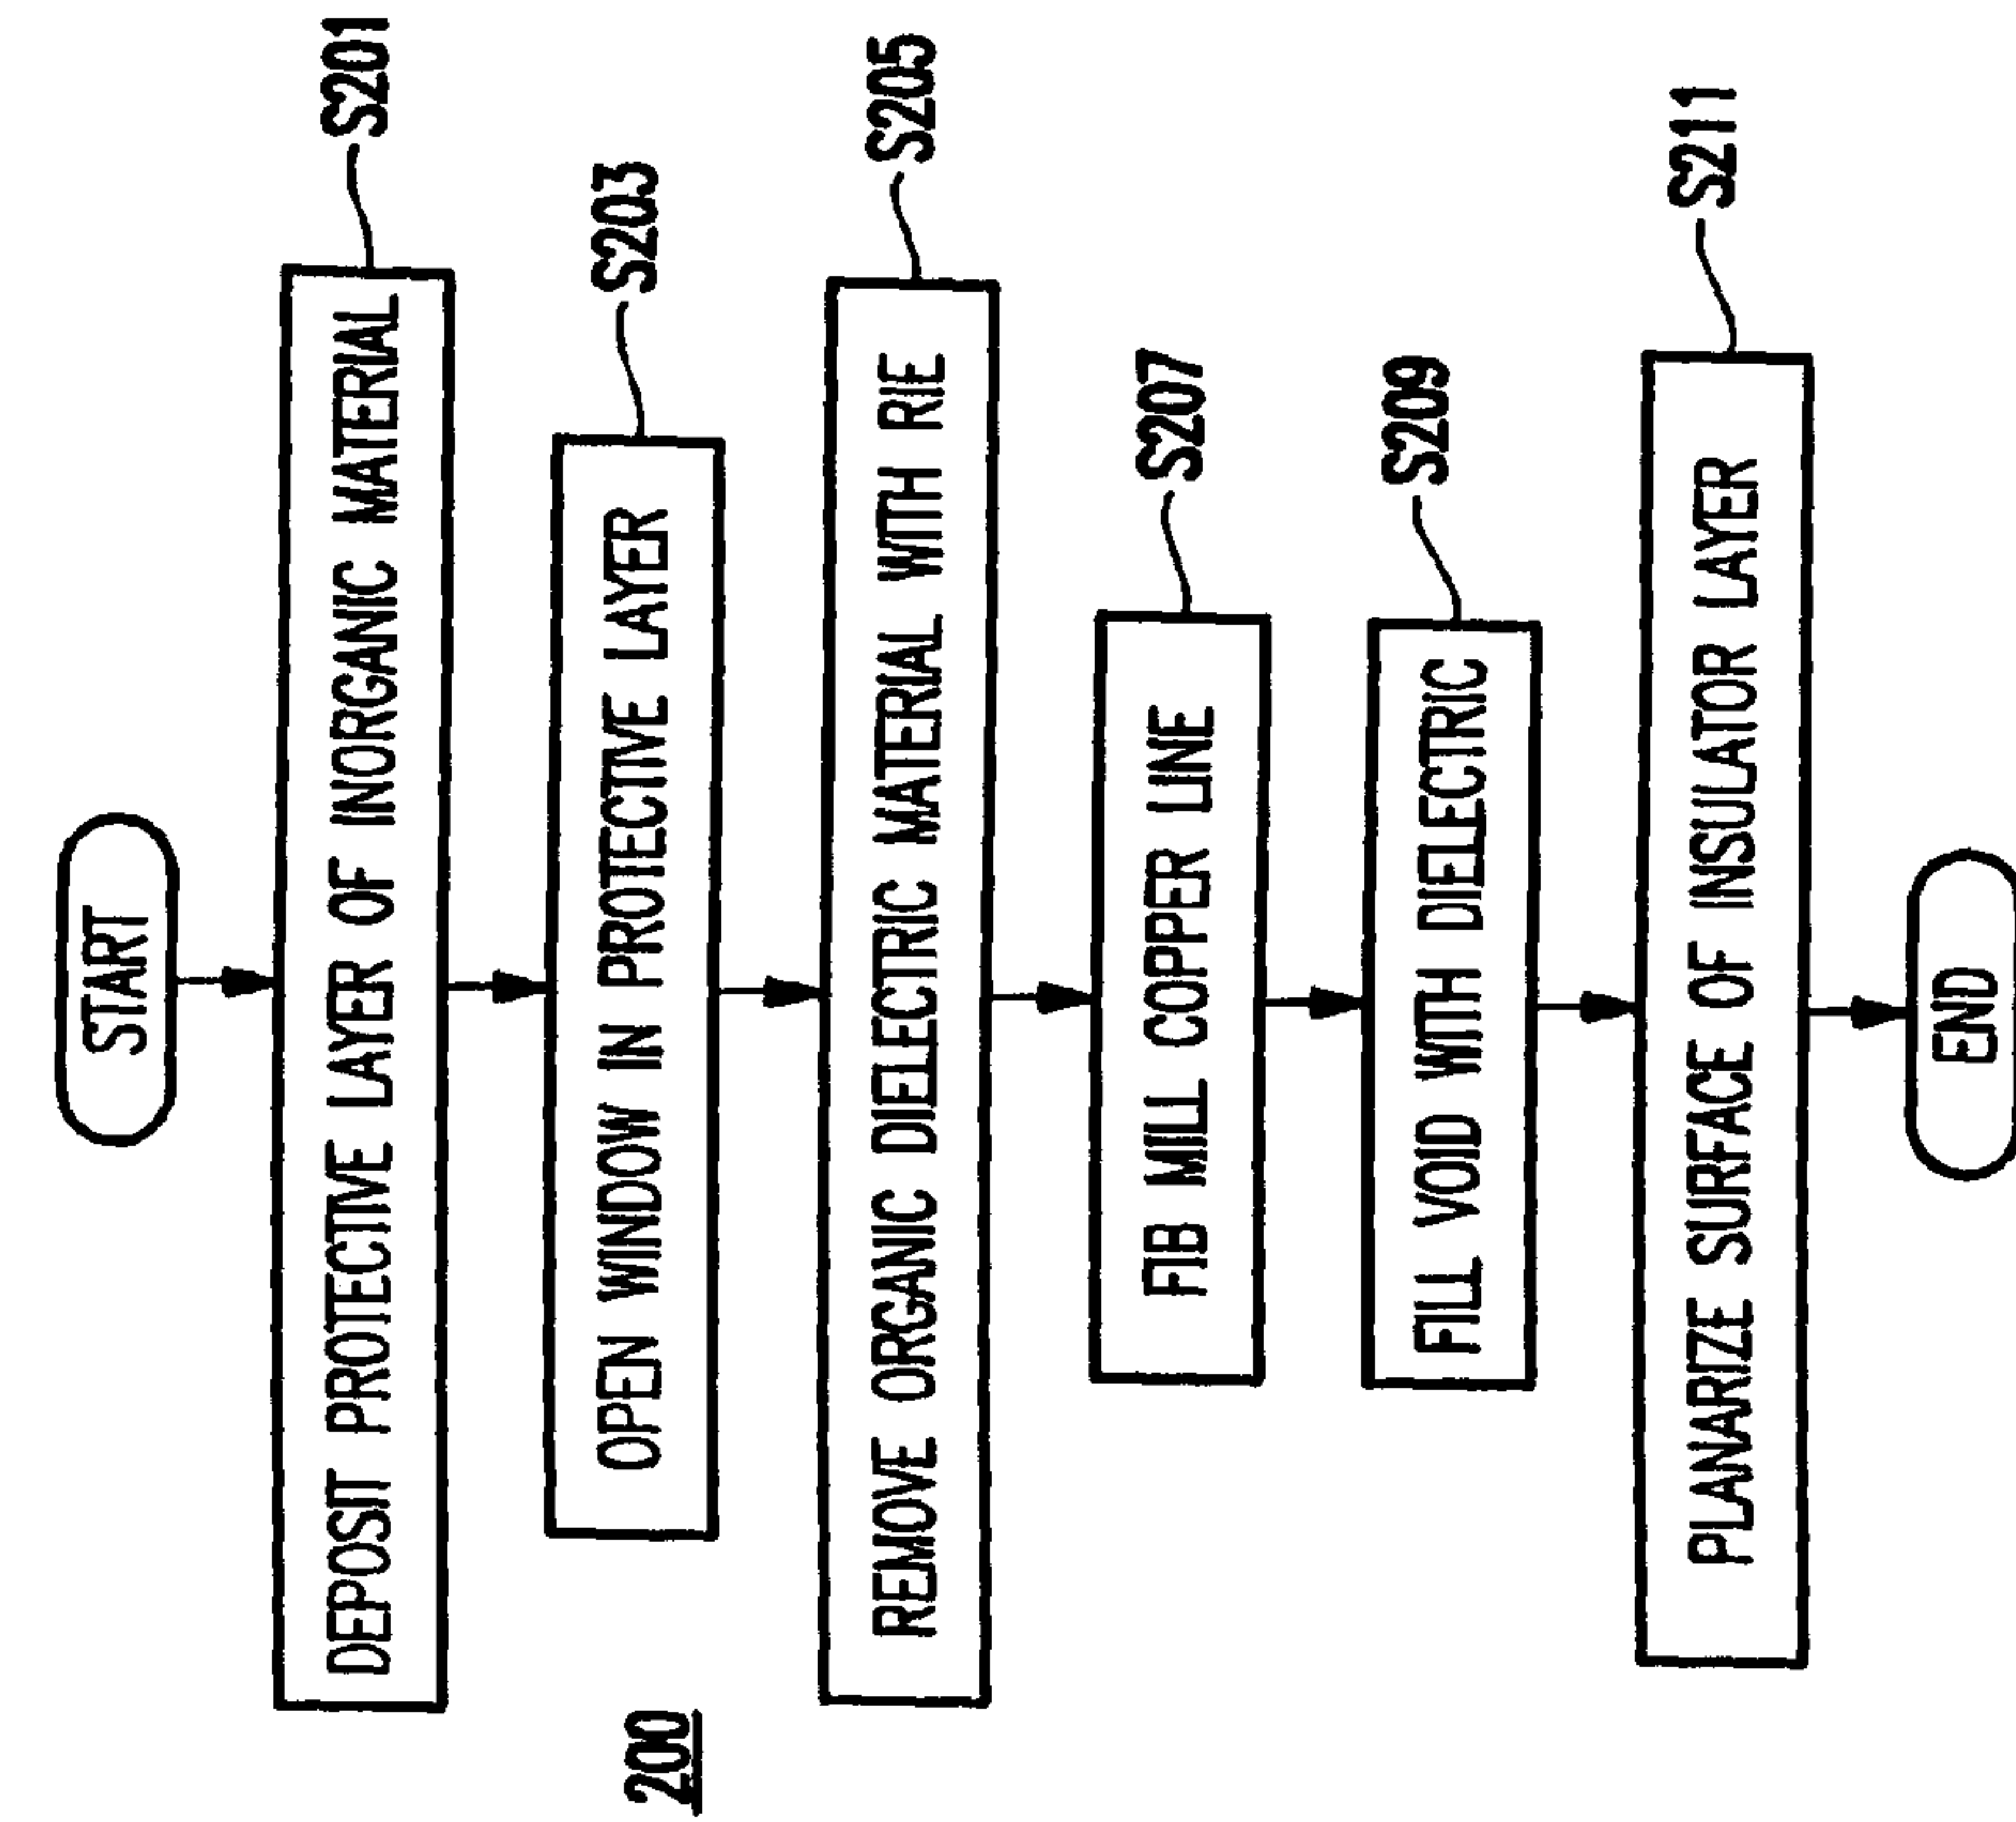 START
DEPOSIT PROTECTIVE LAYER OF INORGANIC MATERIAL
S201
OPEN WINDOW IN PROTECTIVE LAYER
S203
200
REMOVE ORGANIC DIELECTRIC MATERIAL WITH RIE
S205
FIB MILL COPPER LINE
S207
FILL VOID WITH DIELECTRIC
S209
PLANARIZE SURFACE OF INSULATOR LAYER
S211
END